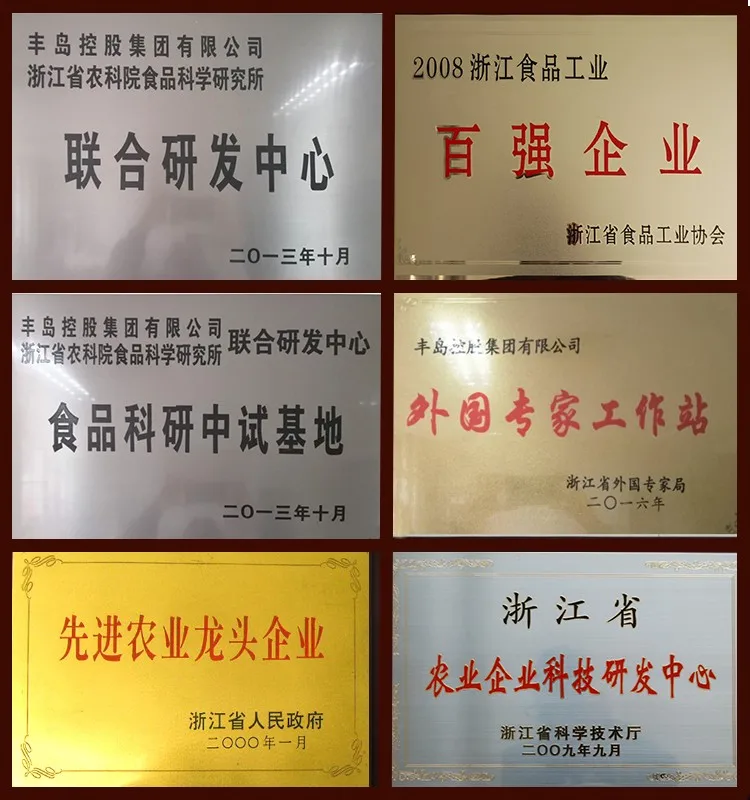 丰岛控股集团有限公司
浙江省农科院食品科学研究所
联合研发中心
二〇一三年十月
2008浙江食品工业
百强企业
浙江省食品工业协会
丰岛控股集团有限公司
浙江省农科院食品科学研究所
联合研发中心
食品科研中试基地
二〇一三年十月
丰岛控股集团有限公司
外国专家工作站
浙江省外国专家局
二〇一六年
先进农业龙头企业
浙江省人民政府
二〇〇〇年一月
浙江省
农业企业科技研发中心
浙江省科学技术厅
二〇〇九年九月